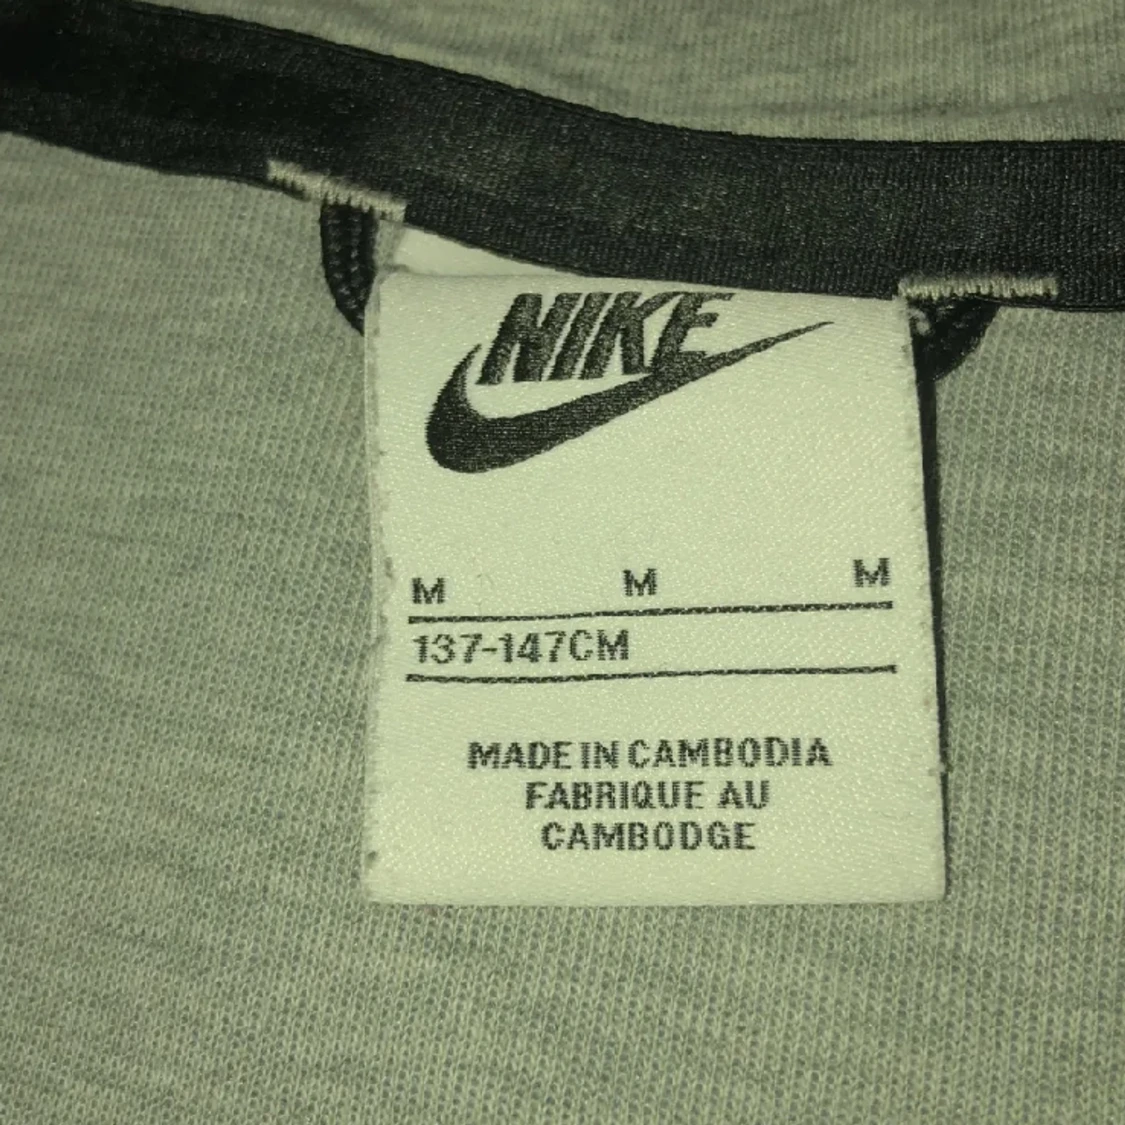 NIKE
M M M
137-147CM
MADE IN CAMBODIA
FABRIQUE AU
CAMBODGE